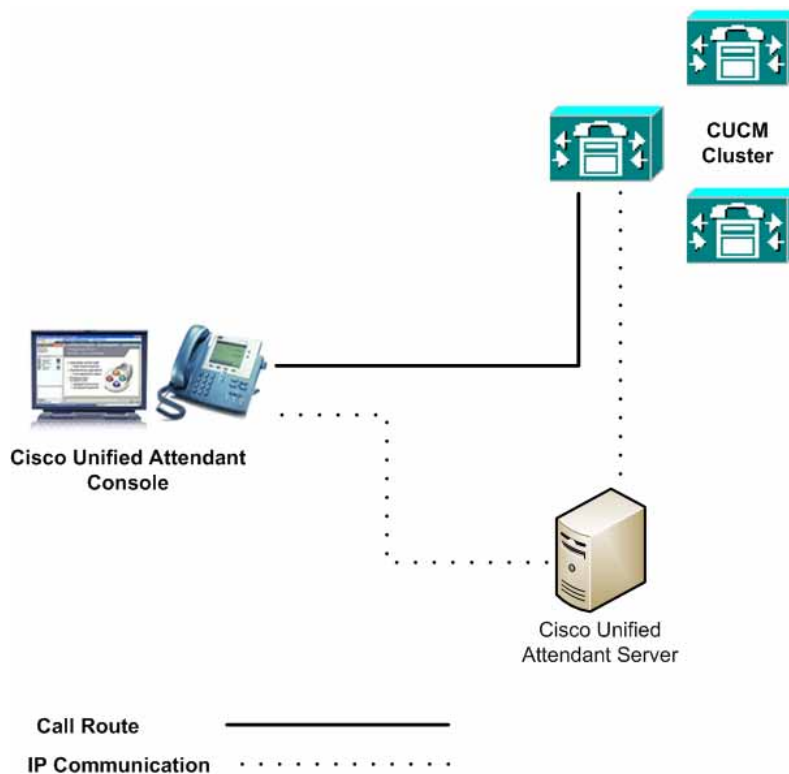 CUCM
Cluster
Cisco Unified Attendant
Console
Cisco Unified
Attendant Server
Call Route
IP Communication